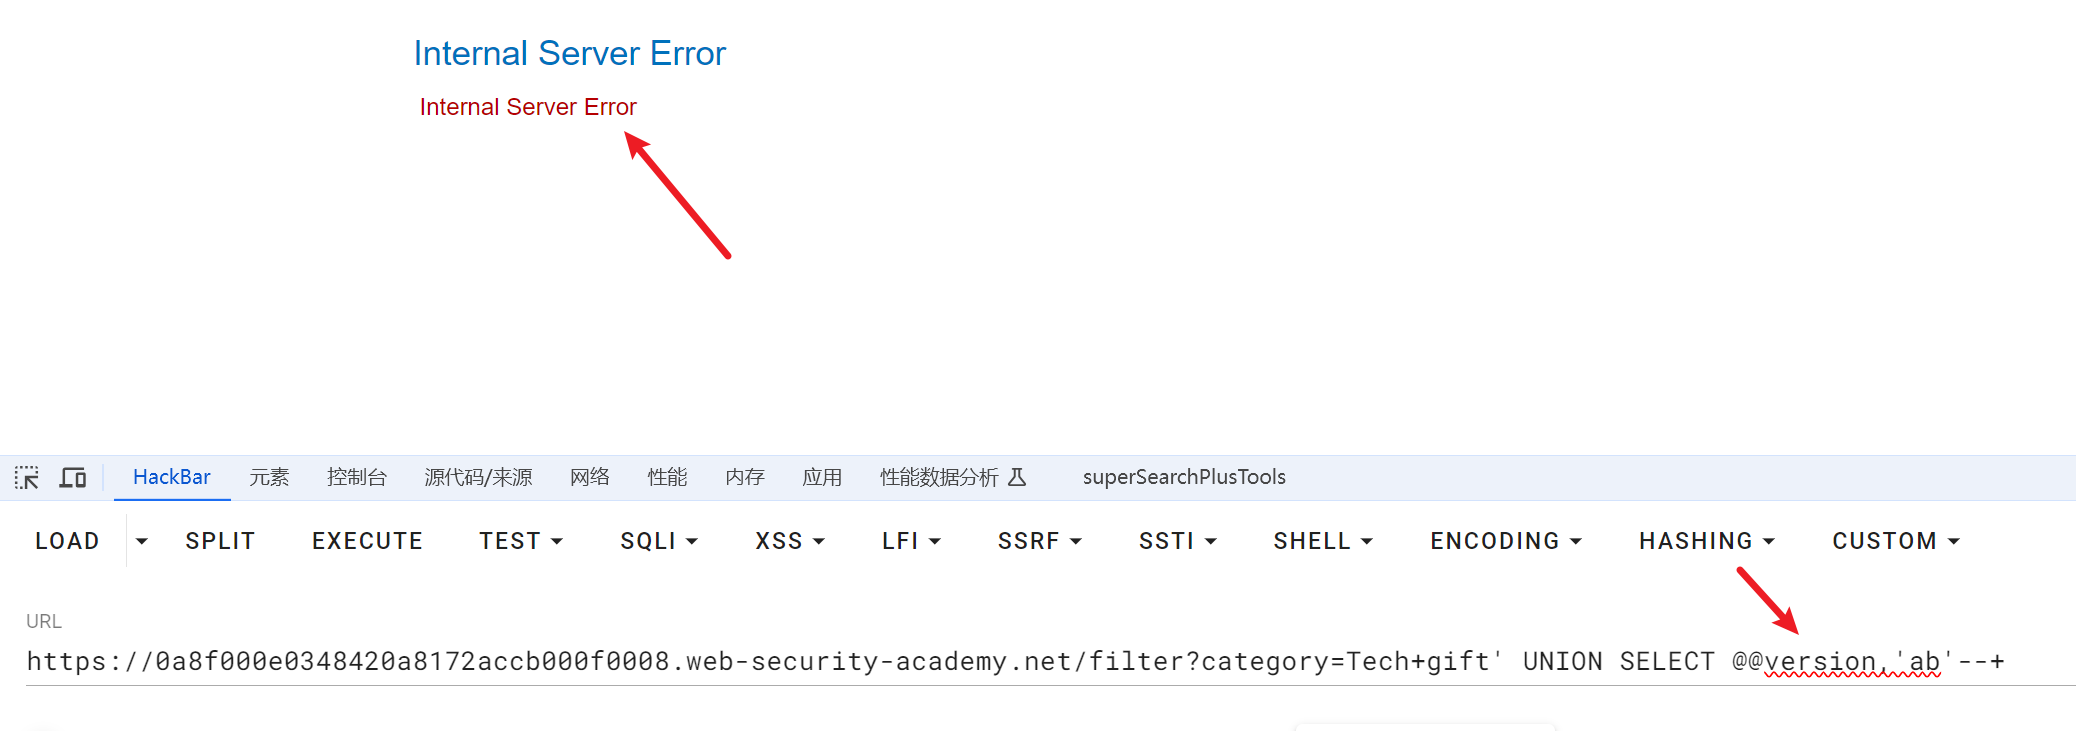 Internal Server Error
Internal Server Error
HackBar 元素 控制台 源代码/来源 网络 性能 内存 应用 性能数据分析 superSearchPlusTools
LOAD SPLIT EXECUTE TEST SQLI XSS LFI SSRF SSTI SHELL ENCODING HASHING CUSTOM
URL
https://0a8f000e0348420a8172accb000f0008.web-security-academy.net/filter?category=Tech+gift' UNION SELECT @@version,'ab'--+